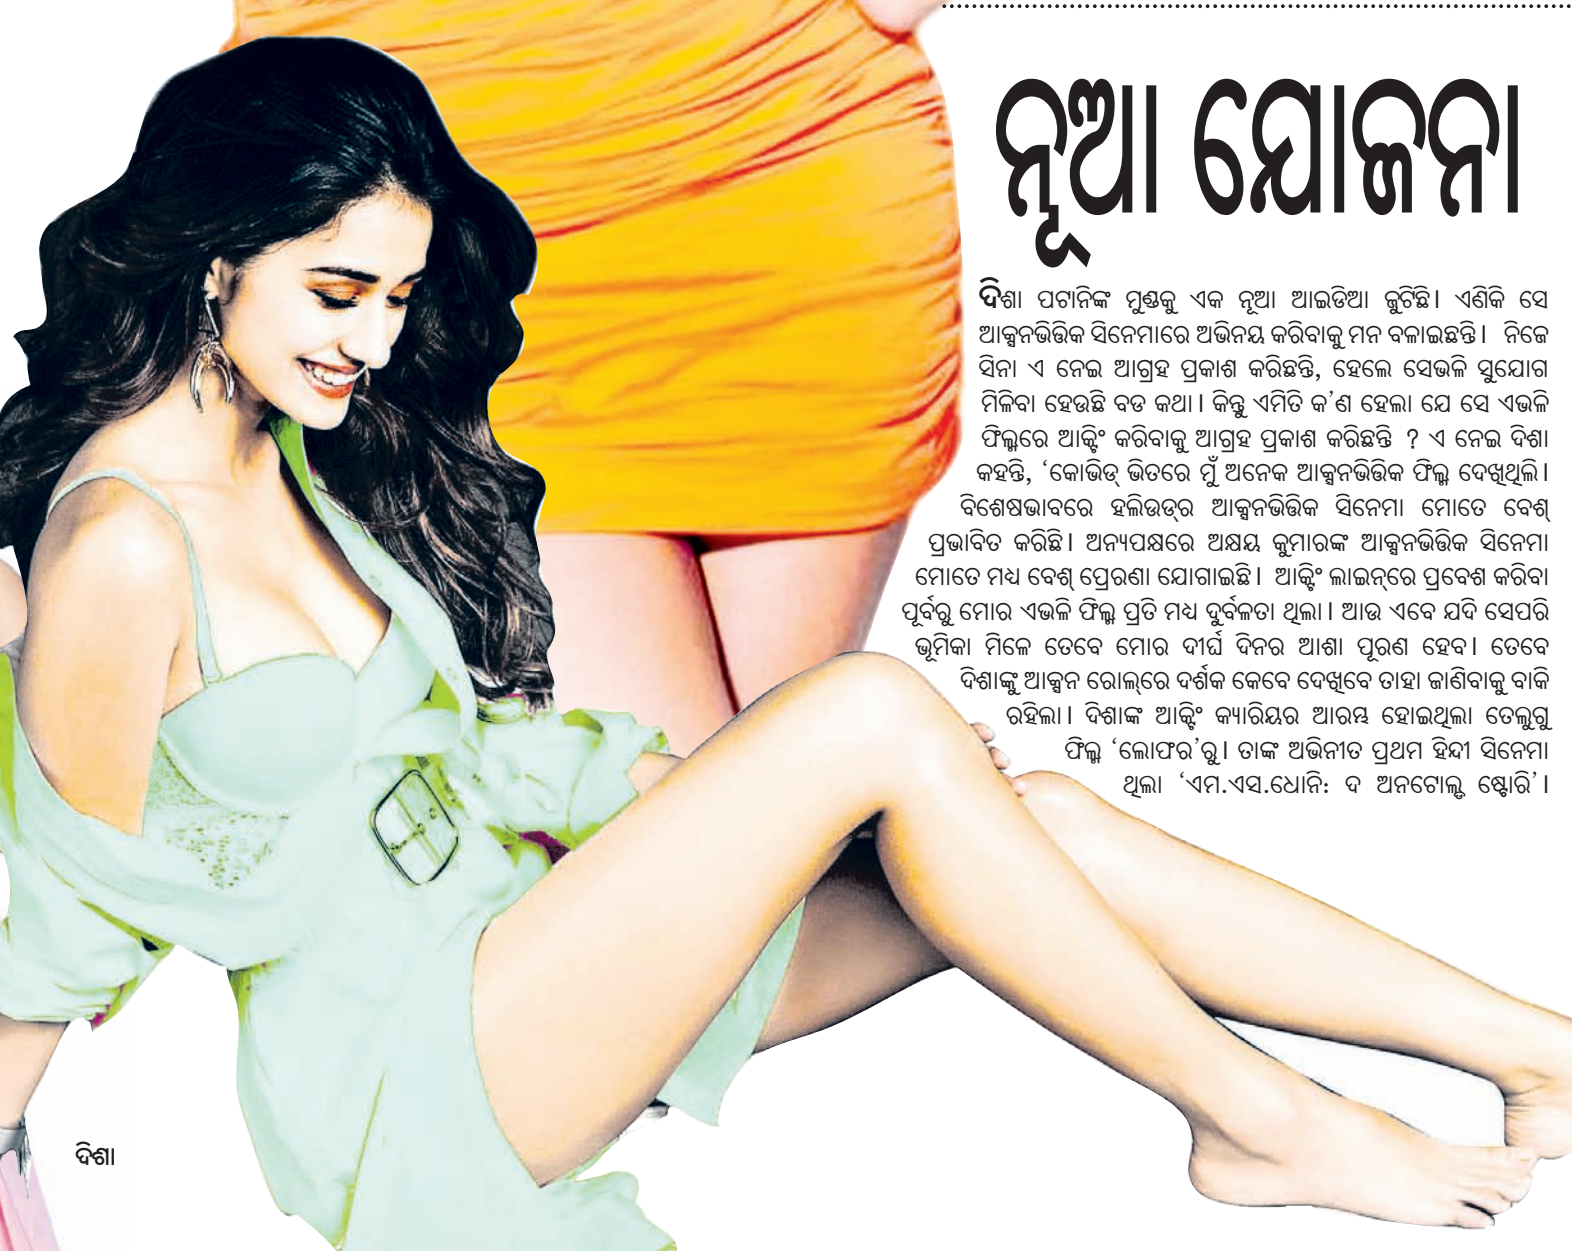 ନୂଆ ଯୋଜନା
ଦିଶା ପଟାନିଙ୍କ ମୁଣ୍ଡକୁ ଏକ ନୂଆ ଆଇଡିଆ ଜୁଟିଛି। ଏଣିକି ସେ
ଆକ୍ସନଭିତ୍ତିକ ସିନେମାରେ ଅଭିନୟ କରିବାକୁ ମନ ବଳାଇଛନ୍ତି। ନିଜେ
ସିନା ଏ ନେଇ ଆଗ୍ରହ ପ୍ରକାଶ କରିଛନ୍ତି, ହେଲେ ସେଭଳି ସୁଯୋଗ
ମିଳିବା ହେଉଛି ବଡ କଥା। କିନ୍ତୁ ଏମିତି କ’ଣ ହେଲା ଯେ ସେ ଏଭଳି
ଫିଲ୍ମରେ ଆକ୍ଟିଂ କରିବାକୁ ଆଗ୍ରହ ପ୍ରକାଶ କରିଛନ୍ତି ? ଏ ନେଇ ଦିଶା
କହନ୍ତି, ‘କୋଭିଡ୍ ଭିତରେ ମୁଁ ଅନେକ ଆକ୍ସନଭିତ୍ତିକ ଫିଲ୍ମ ଦେଖିଥିଲି।
ବିଶେଷଭାବରେ ହଲିଉଡ୍‌ର ଆକ୍ସନଭିତ୍ତିକ ସିନେମା ମୋତେ ବେଶ୍
ପ୍ରଭାବିତ କରିଛି। ଅନ୍ୟପକ୍ଷରେ ଅକ୍ଷୟ କୁମାରଙ୍କ ଆକ୍ସନଭିତ୍ତିକ ସିନେମା
ମୋତେ ମଧ୍ୟ ବେଶ୍ ପ୍ରେରଣା ଯୋଗାଇଛି। ଆକ୍ଟିଂ ଲାଇନ୍‌ରେ ପ୍ରବେଶ କରିବା
ପୂର୍ବରୁ ମୋର ଏଭଳି ଫିଲ୍ମ ପ୍ରତି ମଧ୍ୟ ଦୁର୍ବଳତା ଥିଲା। ଆଉ ଏବେ ଯଦି ସେପରି
ଭୂମିକା ମିଳେ ତେବେ ମୋର ଦୀର୍ଘ ଦିନର ଆଶା ପୂରଣ ହେବ। ତେବେ
ଦିଶାଙ୍କୁ ଆକ୍ସନ ରୋଲ୍‌ରେ ଦର୍ଶକ କେବେ ଦେଖିବେ ତାହା ଜାଣିବାକୁ ବାକି
ରହିଲା। ଦିଶାଙ୍କ ଆକ୍ଟିଂ କ୍ୟାରିୟର ଆରମ୍ଭ ହୋଇଥିଲା ତେଲୁଗୁ
ଫିଲ୍ମ ‘ଲୋଫର’ରୁ। ତାଙ୍କ ଅଭିନୀତ ପ୍ରଥମ ହିନ୍ଦୀ ସିନେମା
ଥିଲା ‘ଏମ.ଏସ.ଧୋନି: ଦ ଅନଟୋଲ୍ଡ ଷ୍ଟୋରି’।
ଦିଶା